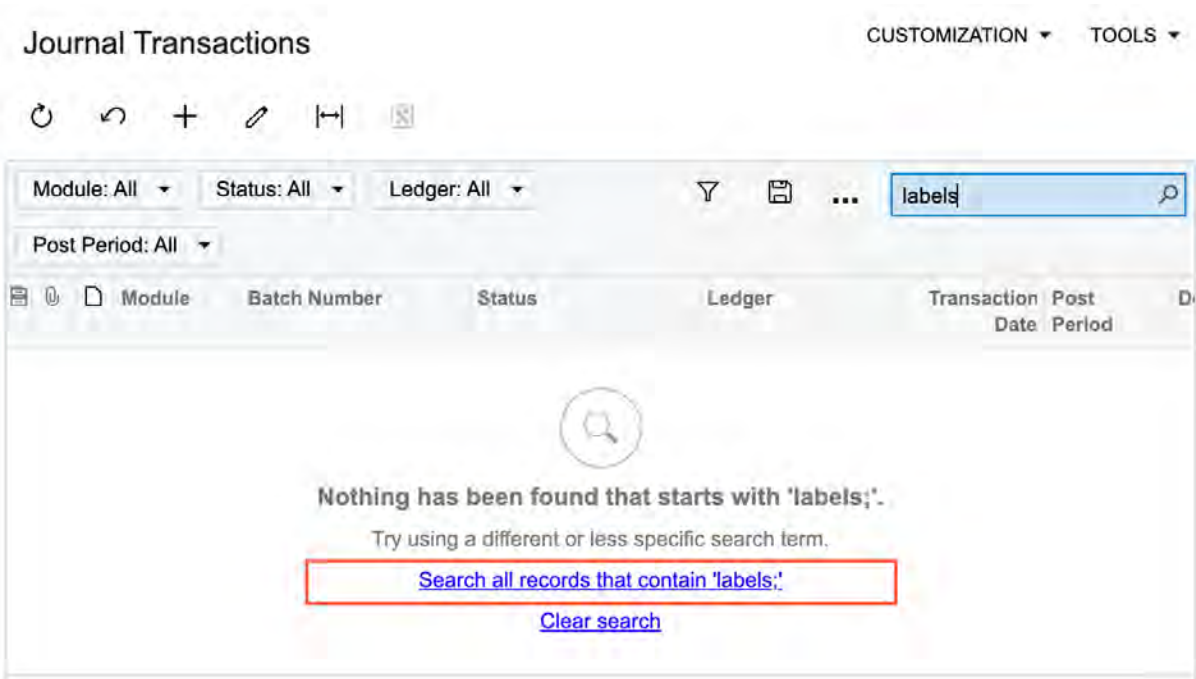 Journal Transactions
CUSTOMIZATION TOOLS
Module: All Status: All Ledger: All labels
Post Period: All
Module Batch Number Status Ledger Transaction Date Post Period
Nothing has been found that starts with 'labels;'.
Try using a different or less specific search term.
Search all records that contain 'labels;'
Clear search